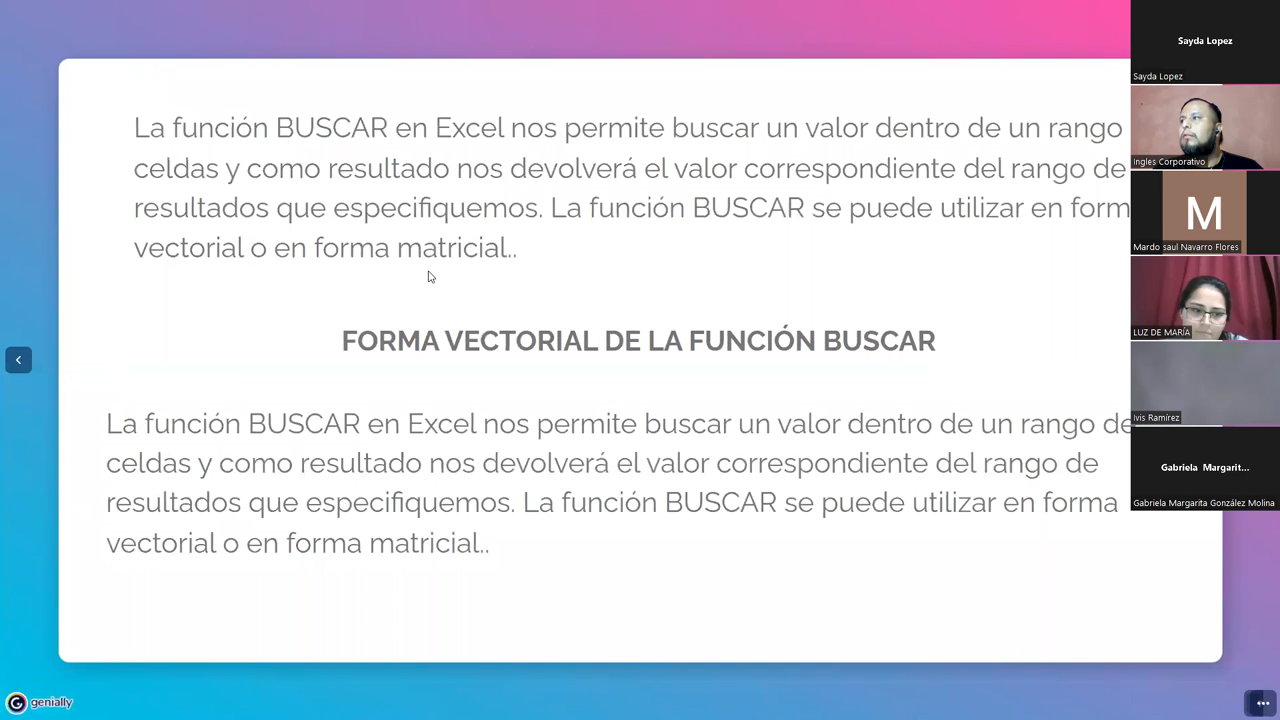 La función BUSCAR en Excel nos permite buscar un valor dentro de un rango
celdas y como resultado nos devolverá el valor correspondiente del rango de
resultados que especifiquemos. La función BUSCAR se puede utilizar en form
vectorial o en forma matricial..
FORMA VECTORIAL DE LA FUNCIÓN BUSCAR
La función BUSCAR en Excel nos permite buscar un valor dentro de un rango de
celdas y como resultado nos devolverá el valor correspondiente del rango de
resultados que especifiquemos. La función BUSCAR se puede utilizar en forma
vectorial o en forma matricial..
genially
Sayda Lopez
Sayda Lopez
Ingles Corporativo
M
Mardo saul Navarro Flores
LUZ DE MARÍA
Ivis Ramírez
Gabriela Margarit...
Gabriela Margarita González Molina